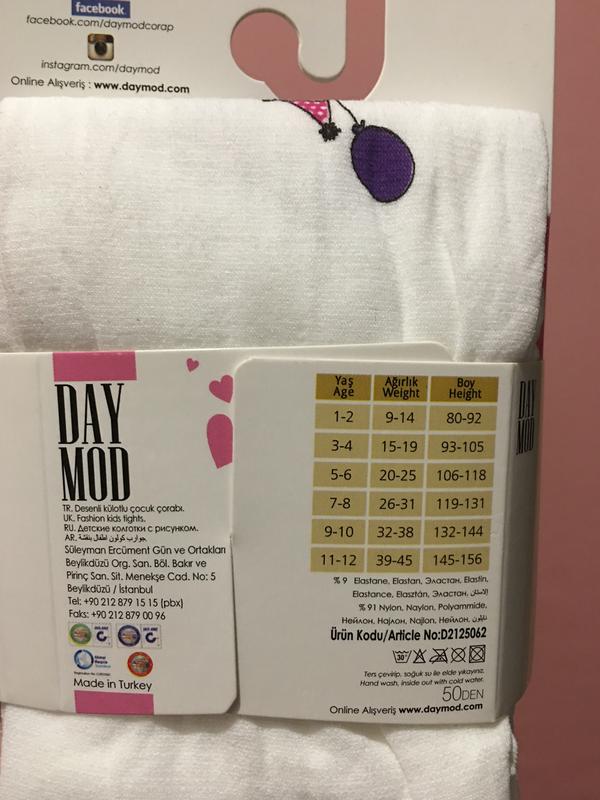 facebook
facebook.com/daymodcorap
instagram.com/daymod
Online Alışveriş : www.daymod.com
DAY
MOD
TR. Desenli külotlu çocuk çorabı.
UK. Fashion kids tights.
RU. Детские колготки с рисунком.
AR. جوارب كولون اطفال بنقشة
Süleyman Ercüment Gün ve Ortakları
Beylikdüzü Org. San. Böl. Bakır ve
Pirinç San. Sit. Menekşe Cad. No: 5
Beylikdüzü / İstanbul
Tel: +90 212 879 15 15 (pbx)
Faks: +90 212 879 00 96
Made in Turkey
Yaş Ağırlık Boy
Age Weight Height
1-2 9-14 80-92
3-4 15-19 93-105
5-6 20-25 106-118
7-8 26-31 119-131
9-10 32-38 132-144
11-12 39-45 145-156
% 9 Elastane, Elastan, Эластан, Elastin,
Elastance, Elasztán, Эластан,
% 91 Nylon, Naylon, Polyammide,
Нейлон, Најлон, Najlon, Нейлон, نايلون
Ürün Kodu/Article No:D2125062
30°
Ters çevirip, soğuk su ile elde yıkayınız.
Hand wash, inside out with cold water.
50DEN
Online Alışveriş www.daymod.com
DAY
MOD